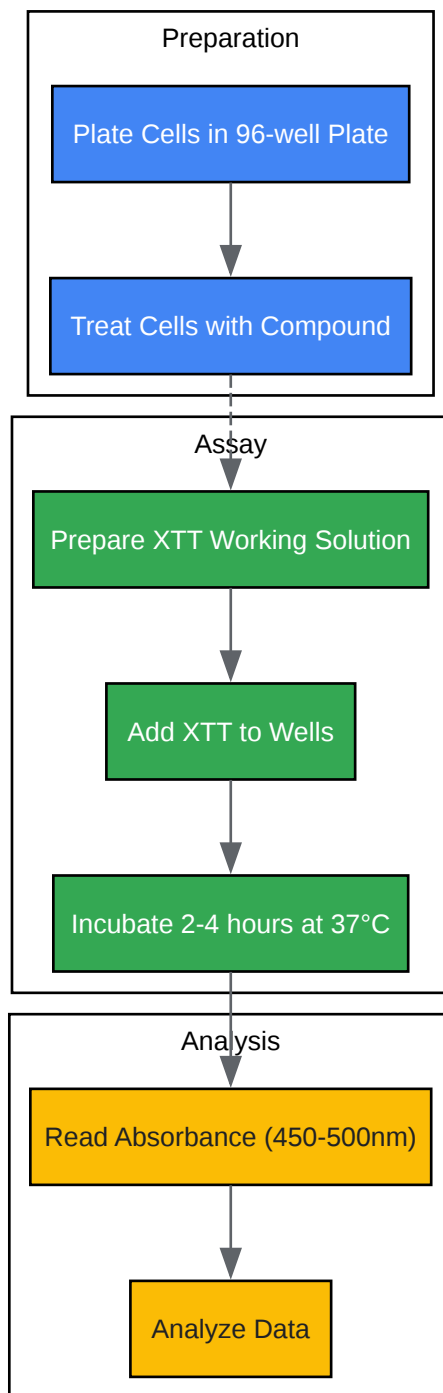 Preparation
Plate Cells in 96-well Plate
Treat Cells with Compound
Assay
Prepare XTT Working Solution
Add XTT to Wells
Incubate 2-4 hours at 37°C
Analysis
Read Absorbance (450-500nm)
Analyze Data